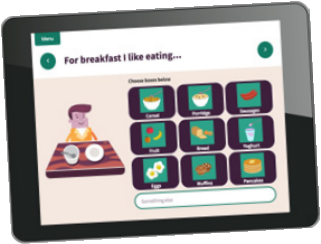 Menu
For breakfast I like eating...
Choose boxes below
Cereal
Porridge
Sausages
Fruit
Bread
Yoghurt
Eggs
Muffins
Pancakes
Something else